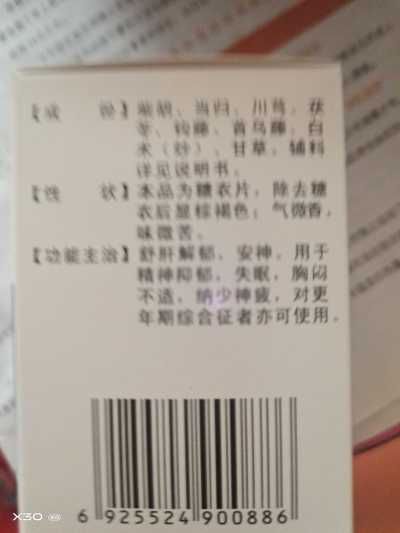 【成 份】柴胡、当归、川芎、茯
苓、钩藤、首乌藤、白
术（炒）、甘草，辅料
详见说明书。
【性 状】本品为糖衣片，除去糖
衣后显棕褐色；气微香，
味微苦。
【功能主治】舒肝解郁，安神。用于
精神抑郁，失眠，胸闷
不适，纳少神疲，对更
年期综合征者亦可使用。
6 925524 900886
X30